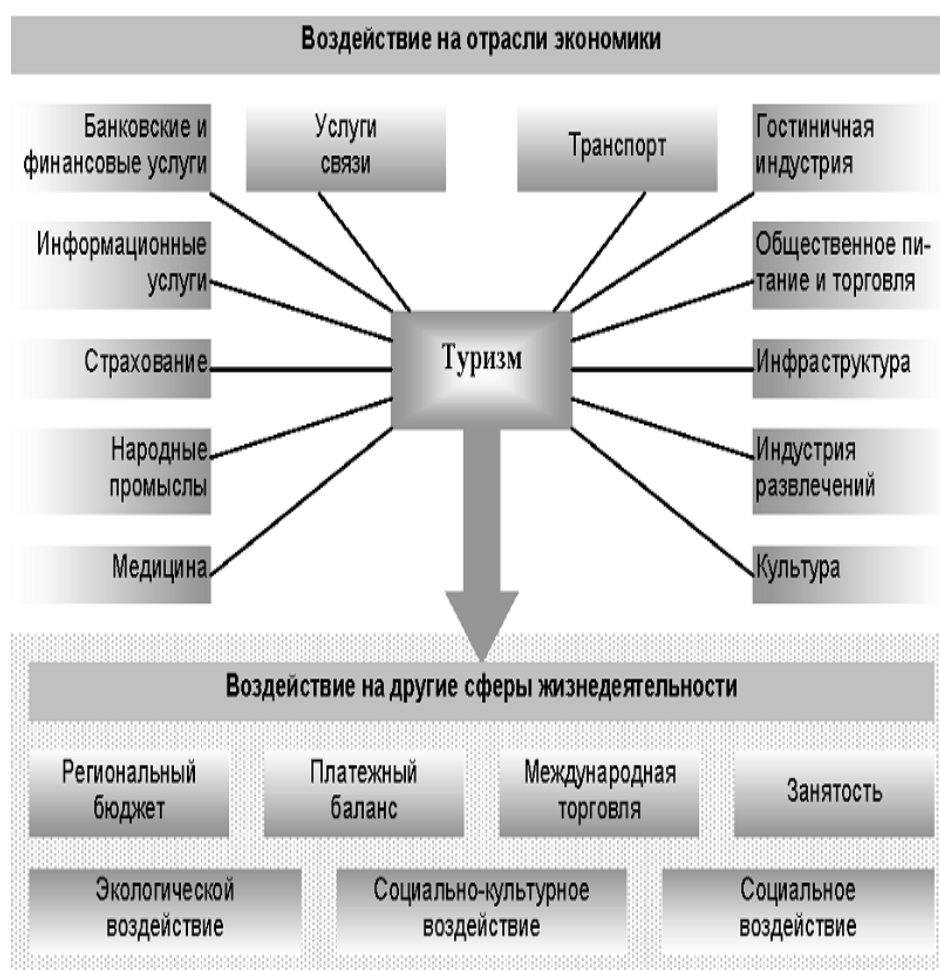 Воздействие на отрасли экономики
Банковские и
финансовые услуги
Услуги
связи
Транспорт
Гостиничная
индустрия
Информационные
услуги
Общественное пи-
тание и торговля
Страхование
Туризм
Инфраструктура
Народные
промыслы
Индустрия
развлечений
Медицина
Культура
Воздействие на другие сферы жизнедеятельности
Региональный
бюджет
Платежный
баланс
Международная
торговля
Занятость
Экологической
воздействие
Социально-культурное
воздействие
Социальное
воздействие